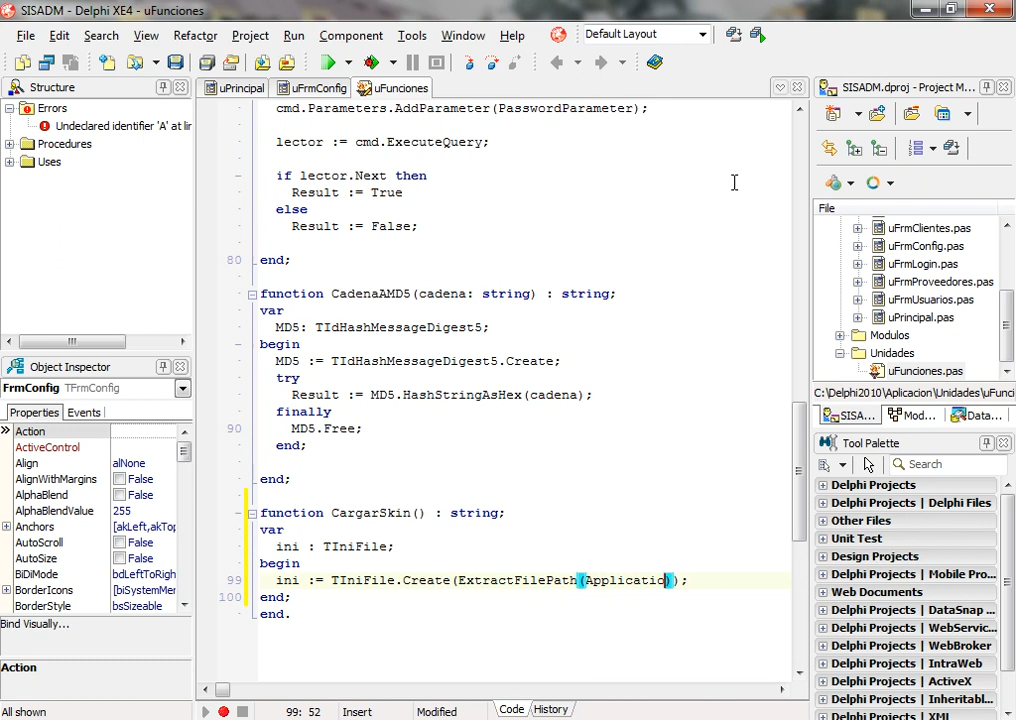 SISADM - Delphi XE4 - uFunciones
File Edit Search View Refactor Project Run Component Tools Window Help Default Layout
Structure
Errors
Undeclared identifier 'A' at lir
Procedures
Uses
uPrincipal uFrmConfig uFunciones
cmd.Parameters.AddParameter(PasswordParameter);
lector := cmd.ExecuteQuery;
if lector.Next then
Result := True
else
Result := False;
80 end;
function CadenaAMD5(cadena: string) : string;
var
MD5: TIdHashMessageDigest5;
begin
MD5 := TIdHashMessageDigest5.Create;
try
Result := MD5.HashStringAsHex(cadena);
finally
90 MD5.Free;
end;
end;
function CargarSkin() : string;
var
ini : TIniFile;
begin
99 ini := TIniFile.Create(ExtractFilePath(Applicatio));
100 end;
end.
99: 52 Insert Modified Code History
Object Inspector
FrmConfig TFrmConfig
Properties Events
Action
ActiveControl
Align alNone
AlignWithMargins False
AlphaBlend False
AlphaBlendValue 255
Anchors [akLeft,akTop
AutoScroll False
AutoSize False
BiDiMode bdLeftToRigh
BorderIcons [biSystemMer
BorderStyle bsSizeable
Bind Visually...
Action
All shown
SISADM.dproj - Project M...
File
uFrmClientes.pas
uFrmConfig.pas
uFrmLogin.pas
uFrmProveedores.pas
uFrmUsuarios.pas
uPrincipal.pas
Modulos
Unidades
uFunciones.pas
C:\Delphi2010\Aplicacion\Unidades\uFunci
SISA... Mod... Data...
Tool Palette
Search
Delphi Projects
Delphi Projects | Delphi Files
Other Files
Unit Test
Design Projects
Delphi Projects | Mobile Pro...
Web Documents
Delphi Projects | DataSnap ...
Delphi Projects | WebServic...
Delphi Projects | WebBroker
Delphi Projects | IntraWeb
Delphi Projects | ActiveX
Delphi Projects | Inheritabl...
Delphi Projects | XML